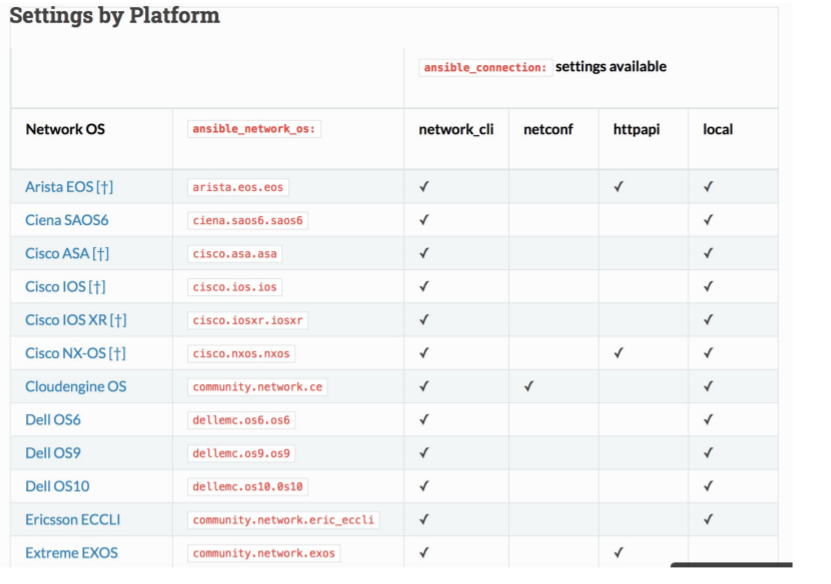 Settings by Platform
ansible_connection: settings available
Network OS ansible_network_os: network_cli netconf httpapi local
Arista EOS [†] arista.eos.eos ✓ ✓ ✓
Ciena SAOS6 ciena.saos6.saos6 ✓ ✓
Cisco ASA [†] cisco.asa.asa ✓ ✓
Cisco IOS [†] cisco.ios.ios ✓ ✓
Cisco IOS XR [†] cisco.iosxr.iosxr ✓ ✓
Cisco NX-OS [†] cisco.nxos.nxos ✓ ✓ ✓
Cloudengine OS community.network.ce ✓ ✓ ✓
Dell OS6 dellemc.os6.os6 ✓ ✓
Dell OS9 dellemc.os9.os9 ✓ ✓
Dell OS10 dellemc.os10.0s10 ✓ ✓
Ericsson ECCLI community.network.eric_eccli ✓ ✓
Extreme EXOS community.network.exos ✓ ✓